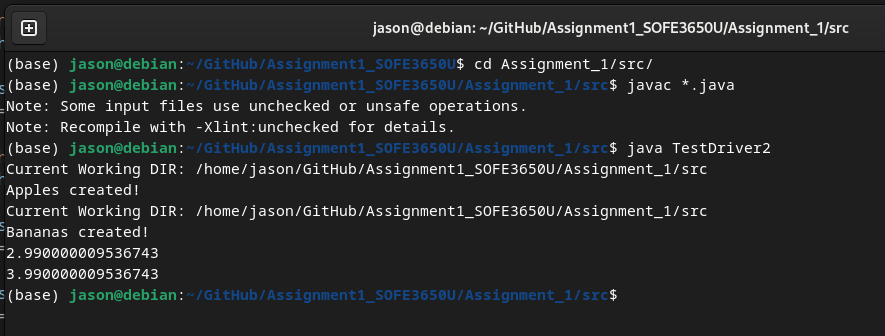 jason@debian: ~/GitHub/Assignment1_SOFE3650U/Assignment_1/src
(base) jason@debian:~/GitHub/Assignment1_SOFE3650U$ cd Assignment_1/src/
(base) jason@debian:~/GitHub/Assignment1_SOFE3650U/Assignment_1/src$ javac *.java
Note: Some input files use unchecked or unsafe operations.
Note: Recompile with -Xlint:unchecked for details.
(base) jason@debian:~/GitHub/Assignment1_SOFE3650U/Assignment_1/src$ java TestDriver2
Current Working DIR: /home/jason/GitHub/Assignment1_SOFE3650U/Assignment_1/src
Apples created!
Current Working DIR: /home/jason/GitHub/Assignment1_SOFE3650U/Assignment_1/src
Bananas created!
2.990000009536743
3.990000009536743
(base) jason@debian:~/GitHub/Assignment1_SOFE3650U/Assignment_1/src$